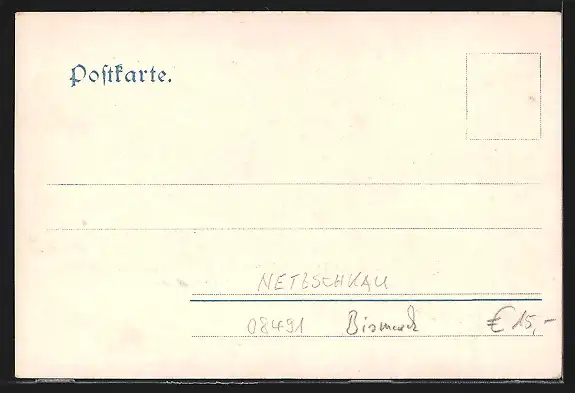 Postkarte.
NETZSCHKAU
08491 Bismarck €15,-